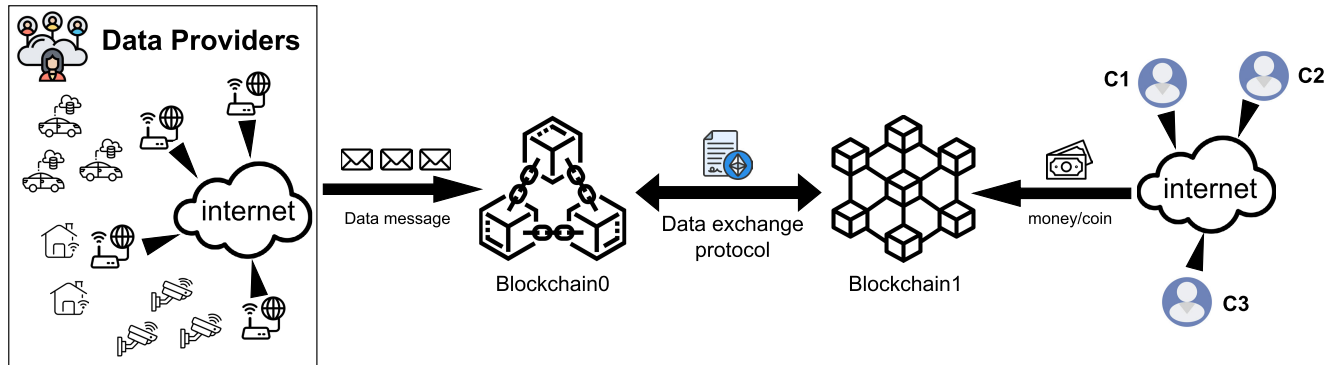 Data Providers
internet
Data message
Blockchain0
Data exchange
protocol
Blockchain1
money/coin
C1
C2
internet
C3